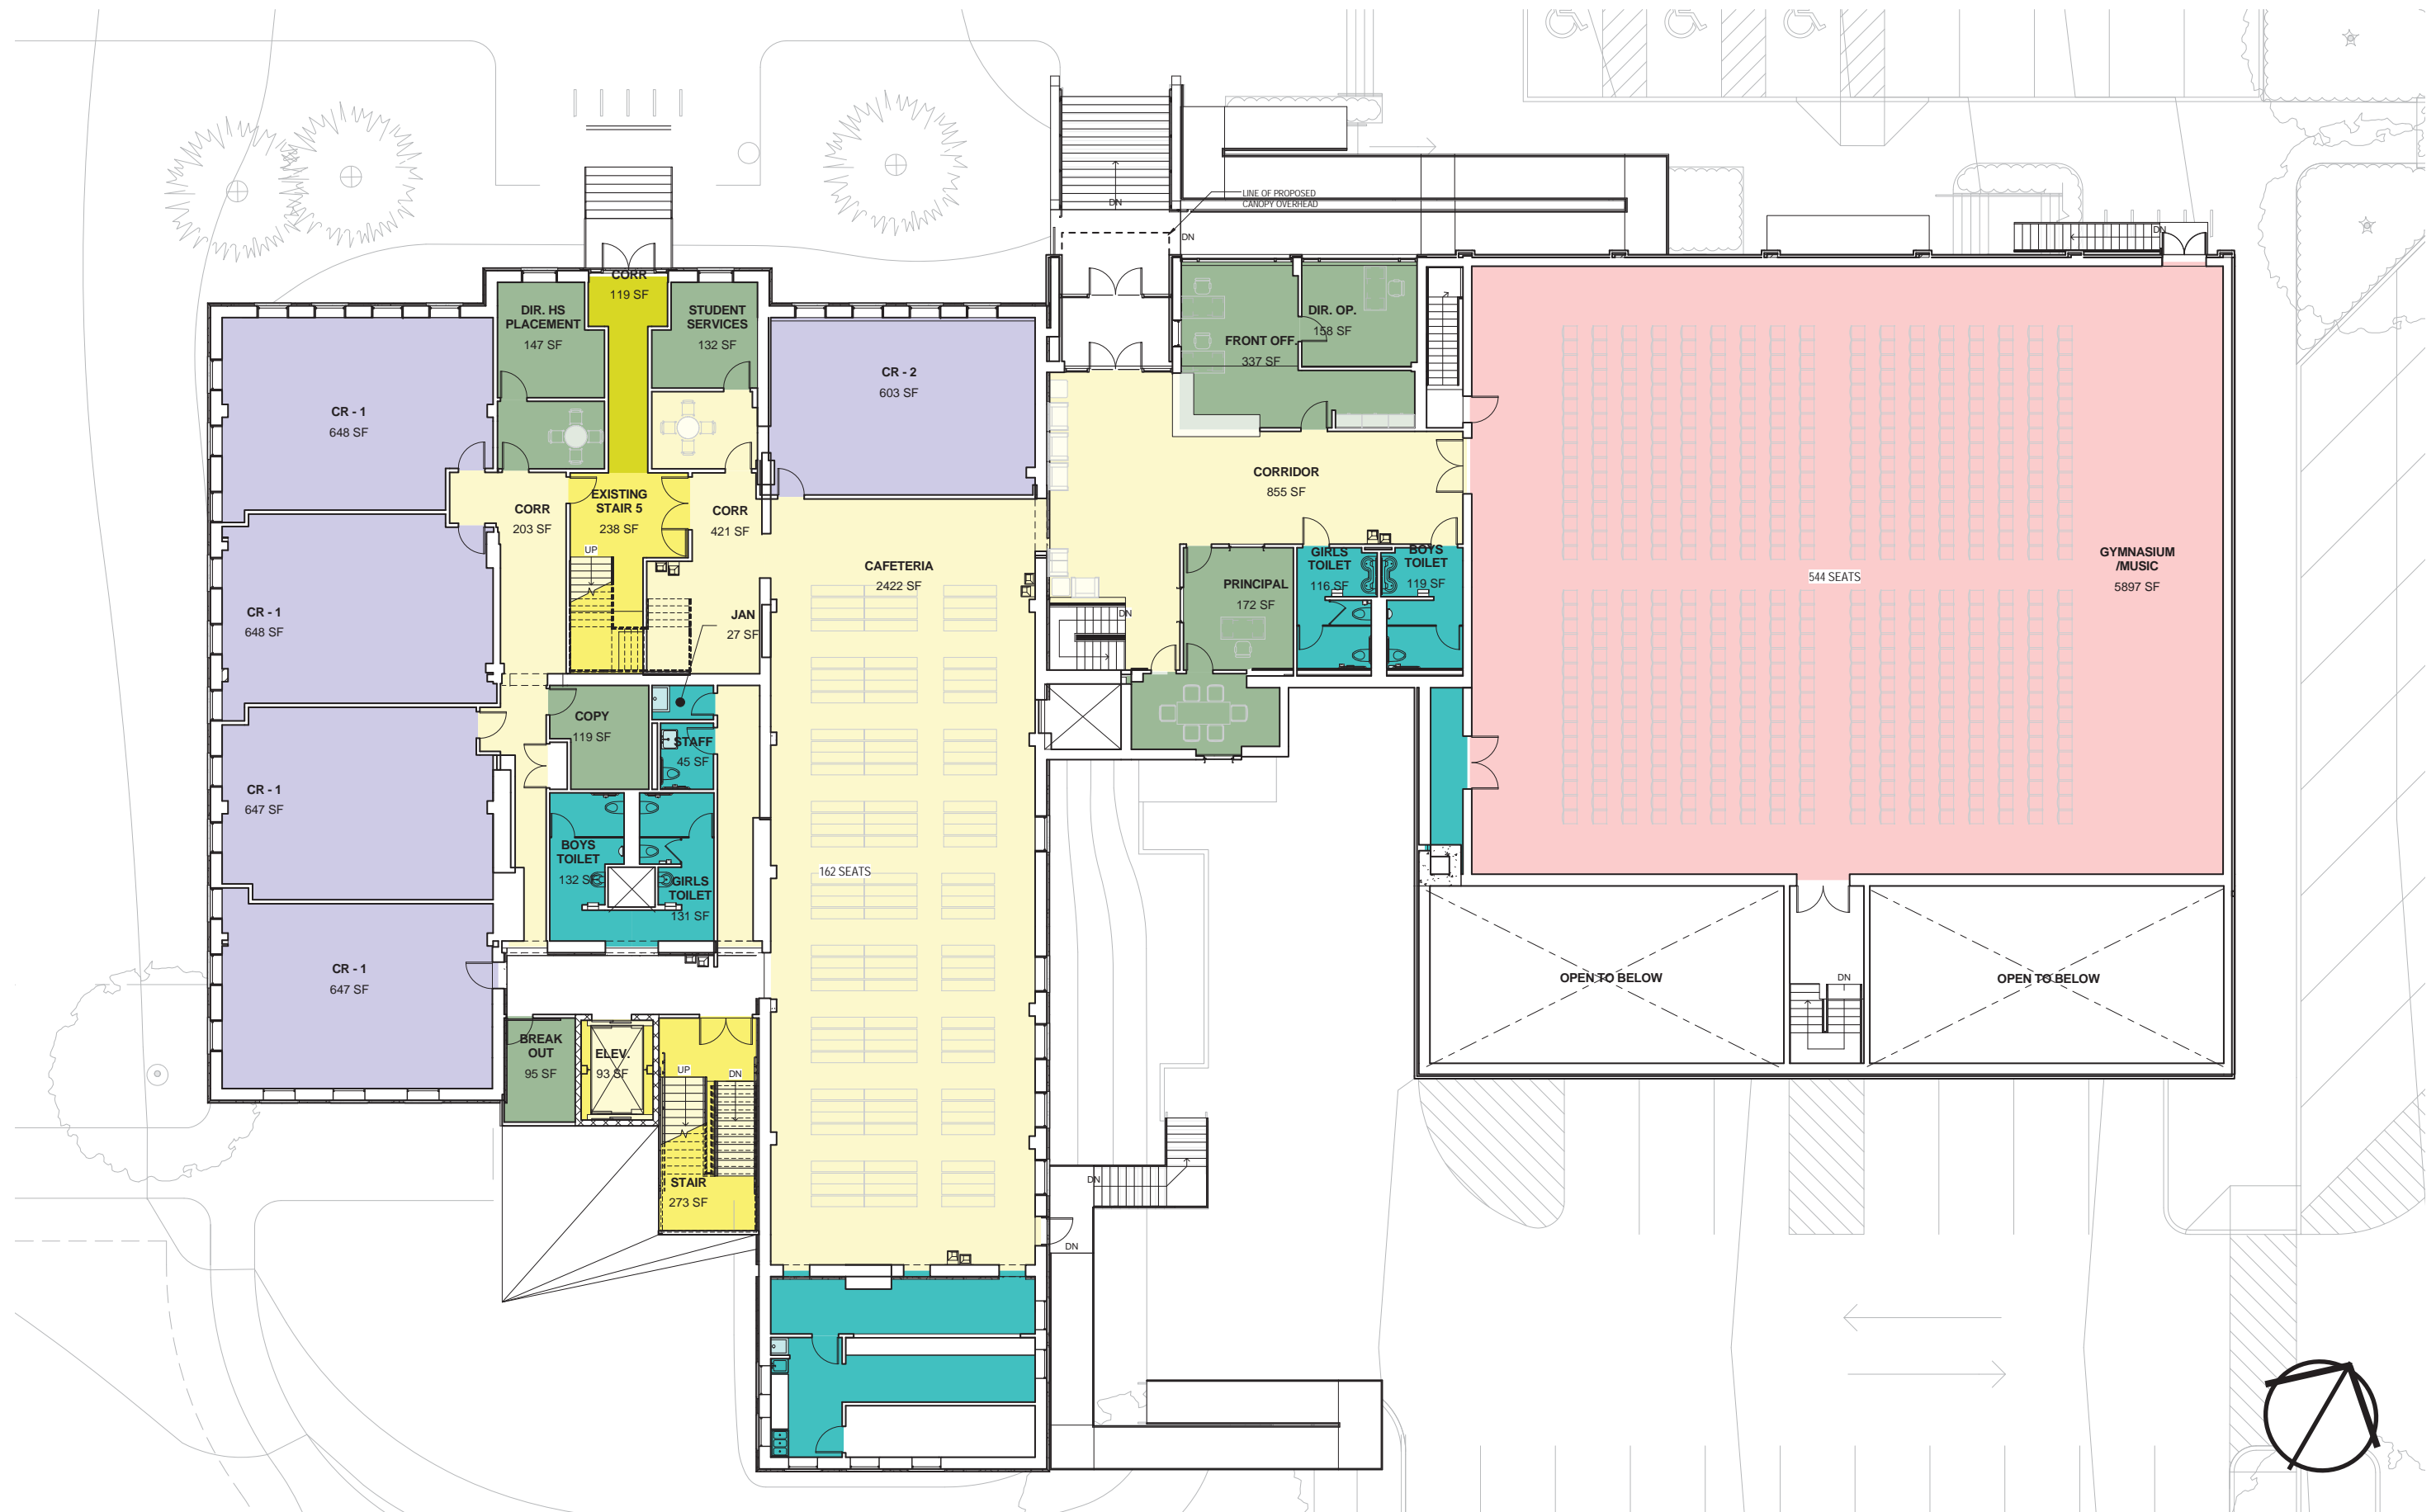 LINE OF PROPOSED
CANOPY OVERHEAD
DN
DN
DN
CORR
119 SF
DIR. HS
PLACEMENT
147 SF
STUDENT
SERVICES
132 SF
CR - 2
603 SF
FRONT OFF.
337 SF
DIR. OP.
158 SF
CR - 1
648 SF
CORR
203 SF
EXISTING
STAIR 5
238 SF
UP
CORR
421 SF
CORRIDOR
855 SF
CAFETERIA
2422 SF
GIRLS
TOILET
116 SF
BOYS
TOILET
119 SF
PRINCIPAL
172 SF
DN
544 SEATS
GYMNASIUM
/MUSIC
5897 SF
CR - 1
648 SF
JAN
27 SF
COPY
119 SF
STAFF
45 SF
CR - 1
647 SF
BOYS
TOILET
132 SF
GIRLS
TOILET
131 SF
162 SEATS
CR - 1
647 SF
OPEN TO BELOW
DN
OPEN TO BELOW
BREAK
OUT
95 SF
ELEV.
93 SF
UP
DN
STAIR
273 SF
DN
DN